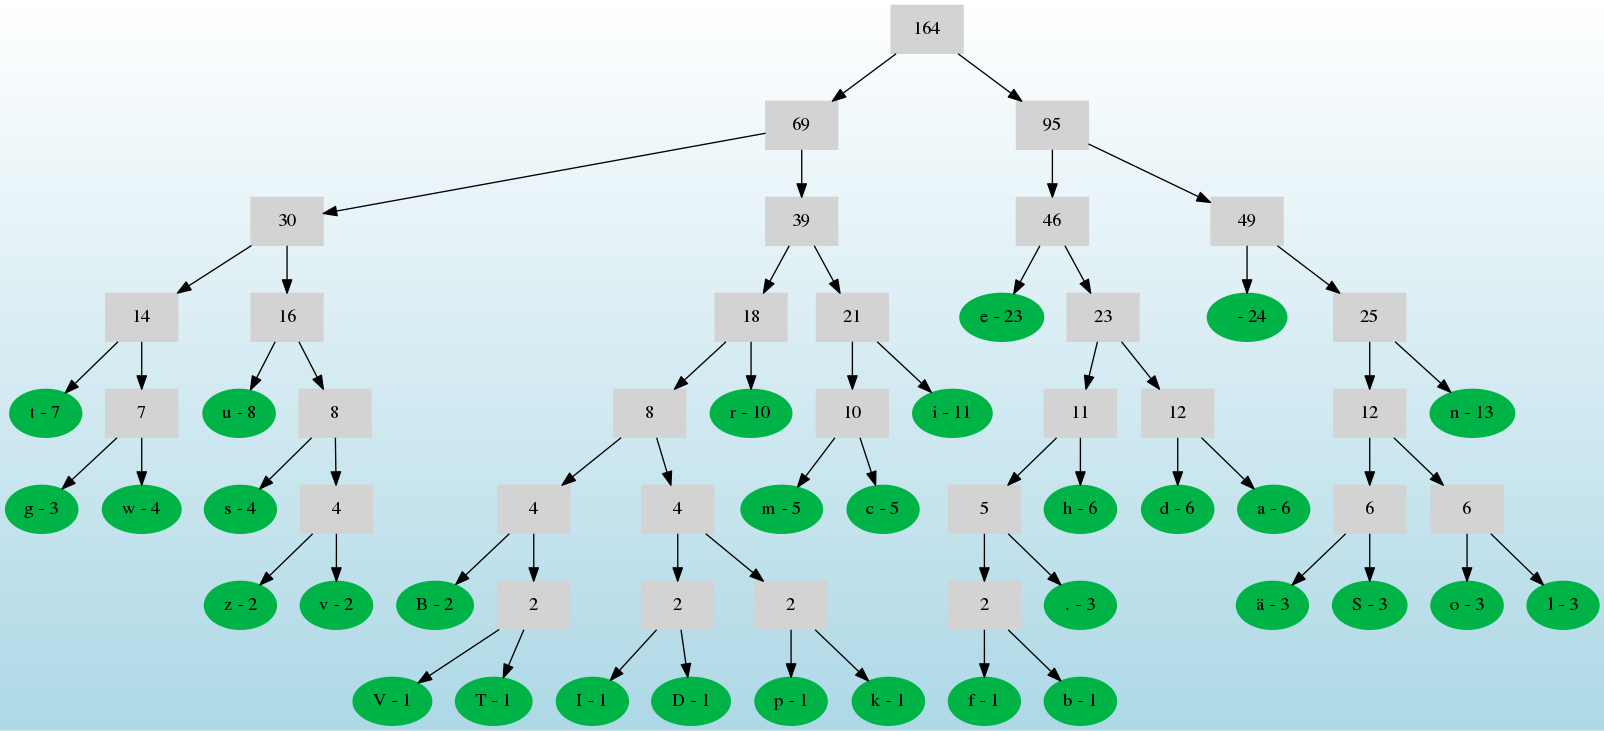 164
69 95
30 39 46 49
14 16 18 21 e - 23 23 - 24 25
t - 7 7 u - 8 8 8 r - 10 10 i - 11 11 12 12 n - 13
g - 3 w - 4 s - 4 4 4 4 m - 5 c - 5 5 h - 6 d - 6 a - 6 6 6
z - 2 v - 2 B - 2 2 2 2 2 . - 3 ä - 3 S - 3 o - 3 l - 3
V - 1 T - 1 I - 1 D - 1 p - 1 k - 1 f - 1 b - 1